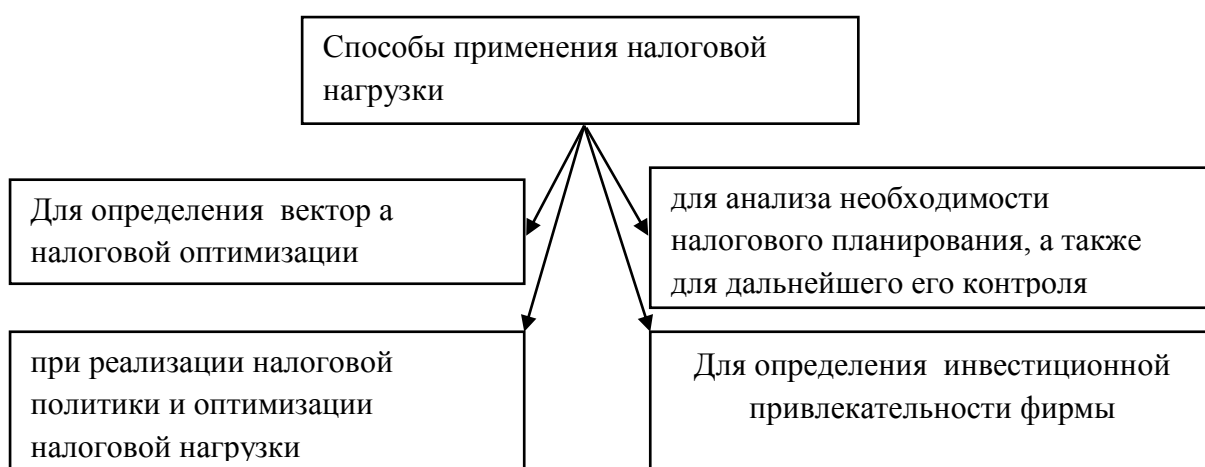 Способы применения налоговой
нагрузки
Для определения вектор а
налоговой оптимизации
для анализа необходимости
налогового планирования, а также
для дальнейшего его контроля
при реализации налоговой
политики и оптимизации
налоговой нагрузки
Для определения инвестиционной
привлекательности фирмы